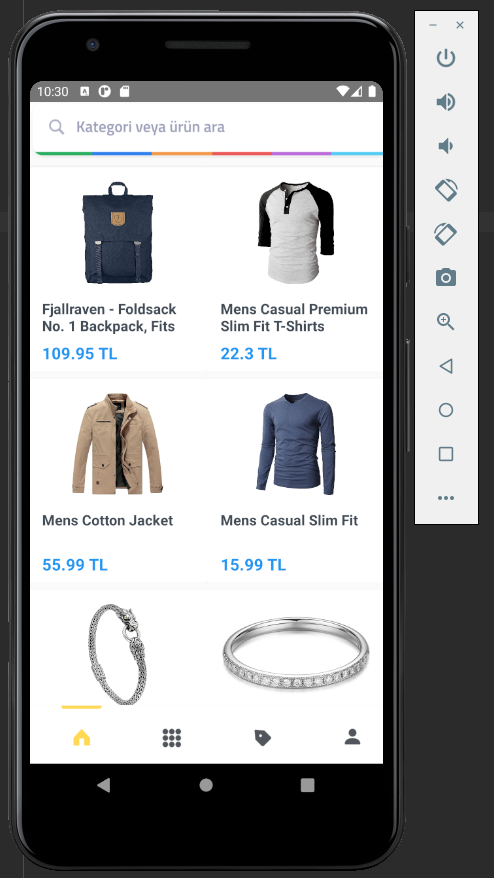 10:30
Kategori veya ürün ara
Fjallraven - Foldsack
No. 1 Backpack, Fits
109.95 TL
Mens Casual Premium
Slim Fit T-Shirts
22.3 TL
Mens Cotton Jacket
55.99 TL
Mens Casual Slim Fit
15.99 TL